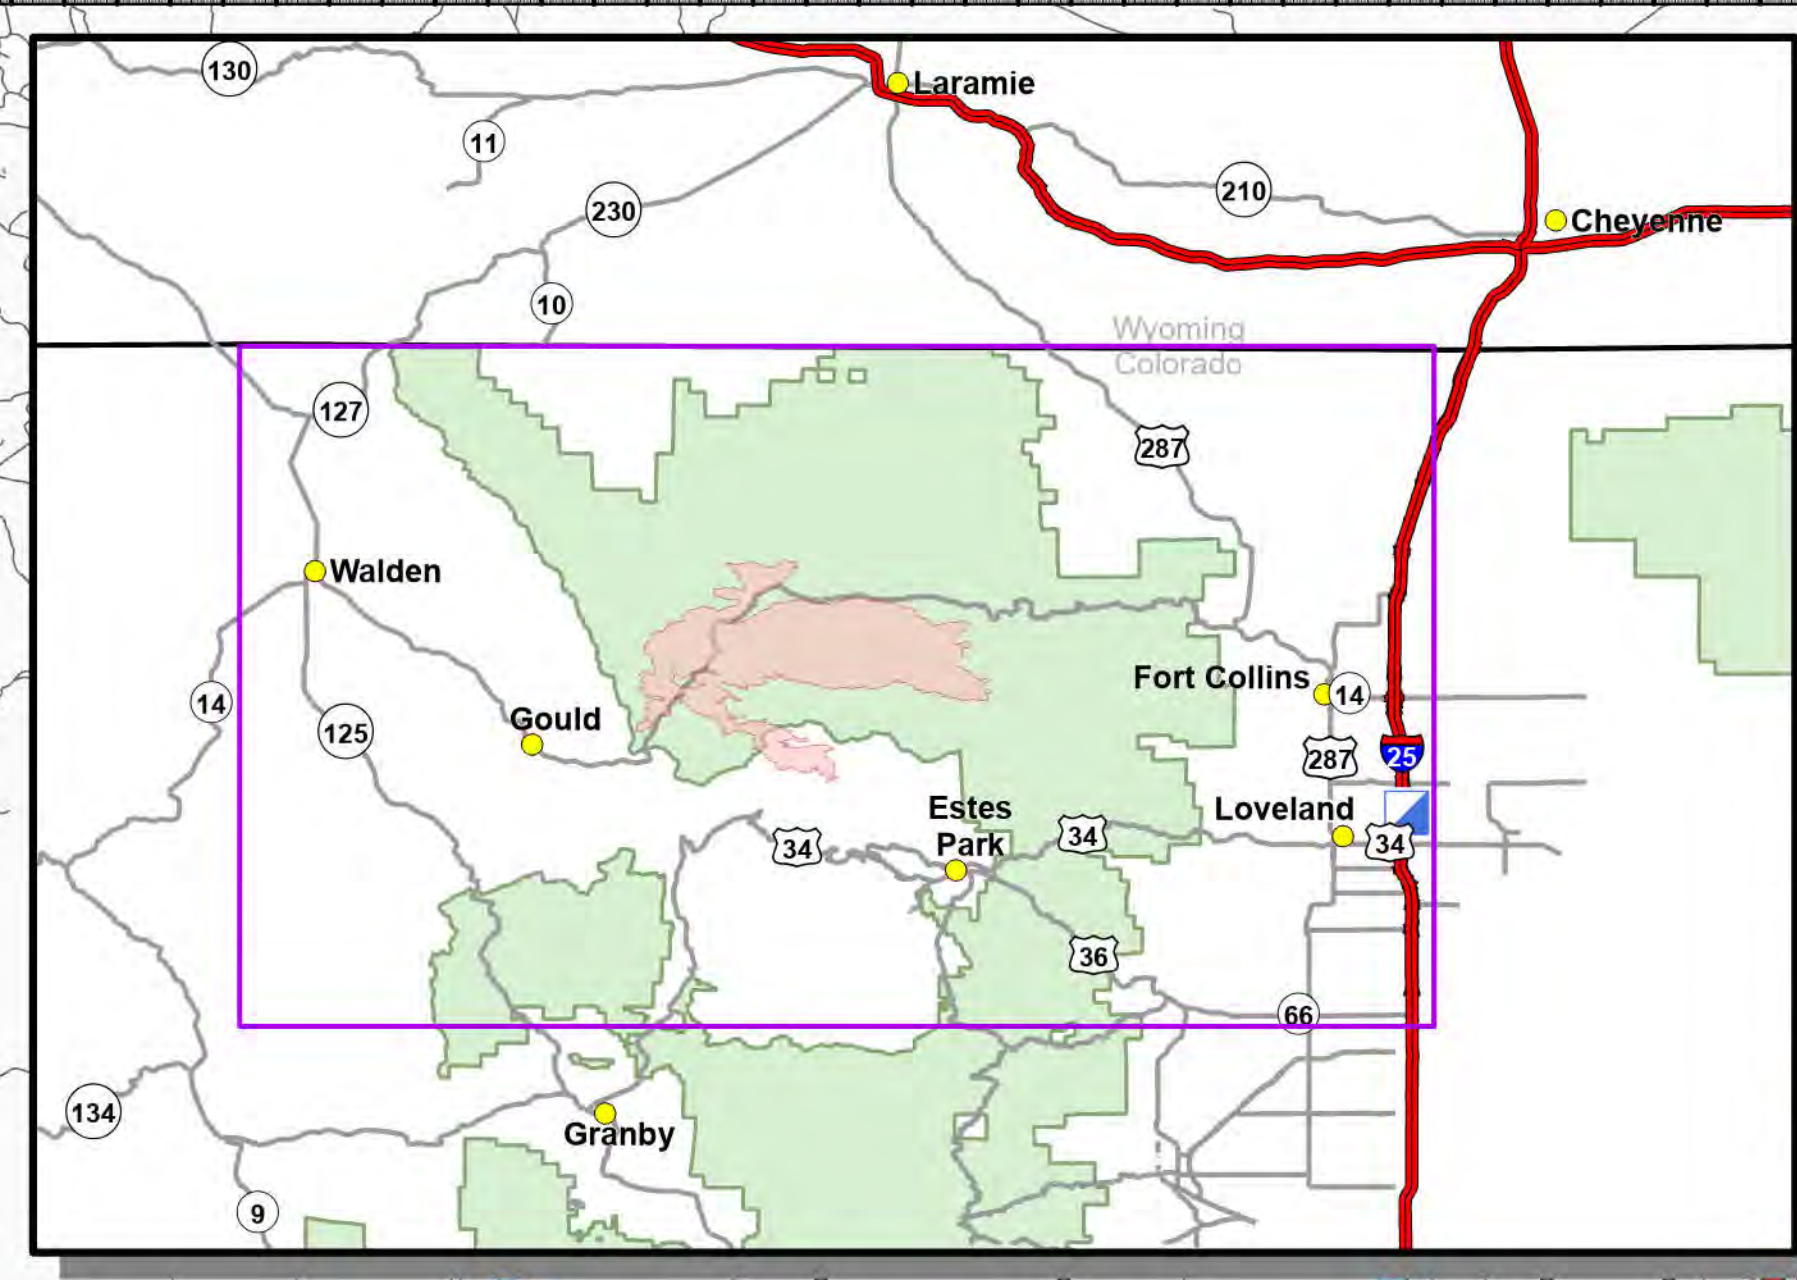 130
Laramie
11
210
230
Cheyenne
10
Wyoming
Colorado
127
287
Walden
Fort Collins
14
14
Gould
125
287
25
Estes
Park
Loveland
34
34
34
36
66
134
Granby
9